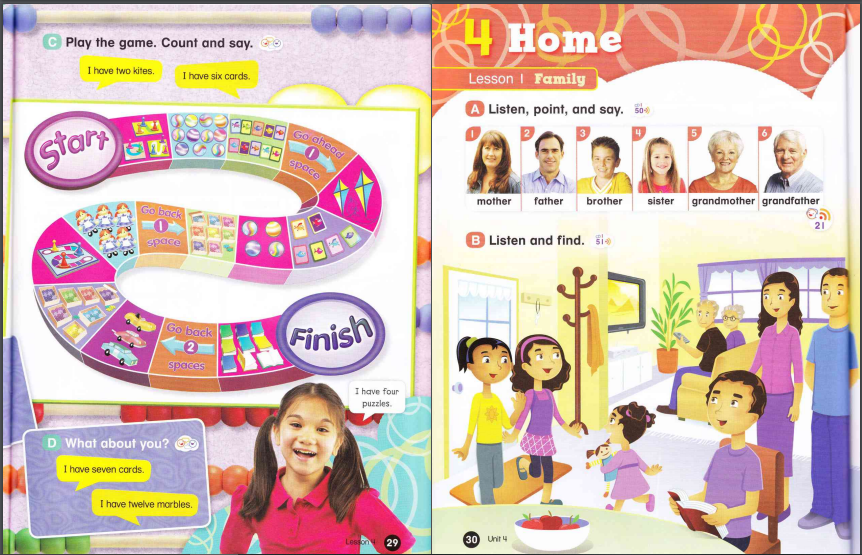 C Play the game. Count and say.
I have two kites.
I have six cards.
Start
Go ahead
1
space
Go back
1
space
Go back
2
spaces
Finish
I have four
puzzles.
D What about you?
I have seven cards.
I have twelve marbles.
Lesson 4 29
4 Home
Lesson 1 Family
A Listen, point, and say.
50
1 2 3 4 5 6
mother father brother sister grandmother grandfather
21
B Listen and find.
51
30 Unit 4